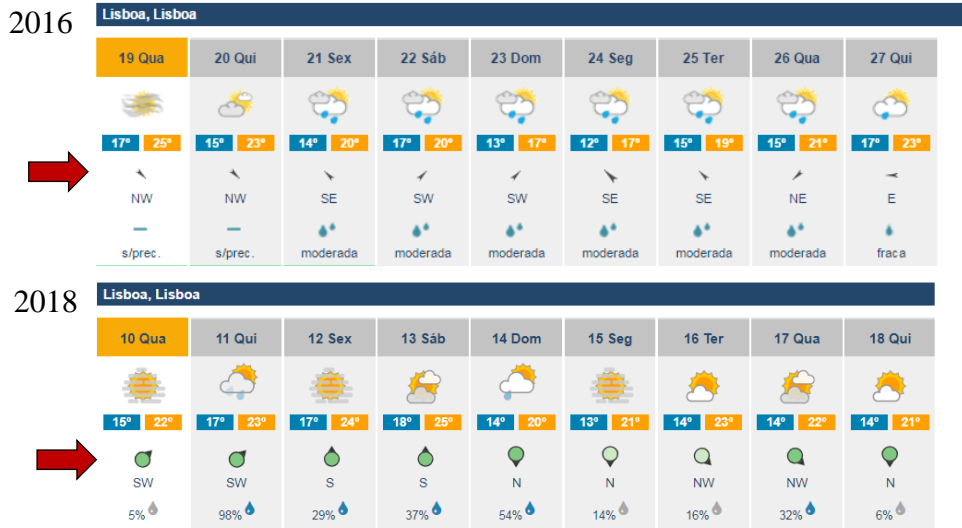 2016
Lisboa, Lisboa
19 Qua 20 Qui 21 Sex 22 Sáb 23 Dom 24 Seg 25 Ter 26 Qua 27 Qui
17º 25º 15º 23º 14º 20º 17º 20º 13º 17º 12º 17º 15º 19º 15º 21º 17º 23º
NW NW SE SW SW SE SE NE E
s/prec. s/prec. moderada moderada moderada moderada moderada moderada fraca
2018
Lisboa, Lisboa
10 Qua 11 Qui 12 Sex 13 Sáb 14 Dom 15 Seg 16 Ter 17 Qua 18 Qui
15º 22º 17º 23º 17º 24º 18º 25º 14º 20º 13º 21º 14º 23º 14º 22º 14º 21º
SW SW S S N N NW NW N
5% 98% 29% 37% 54% 14% 16% 32% 6%